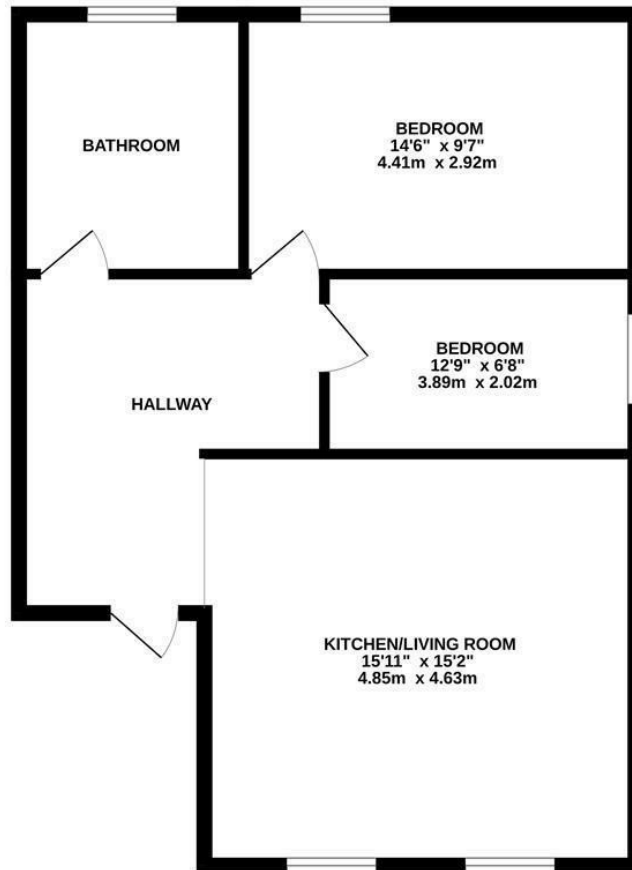 BATHROOM
BEDROOM
14'6" x 9'7"
4.41m x 2.92m
BEDROOM
12'9" x 6'8"
3.89m x 2.02m
HALLWAY
KITCHEN/LIVING ROOM
15'11" x 15'2"
4.85m x 4.63m